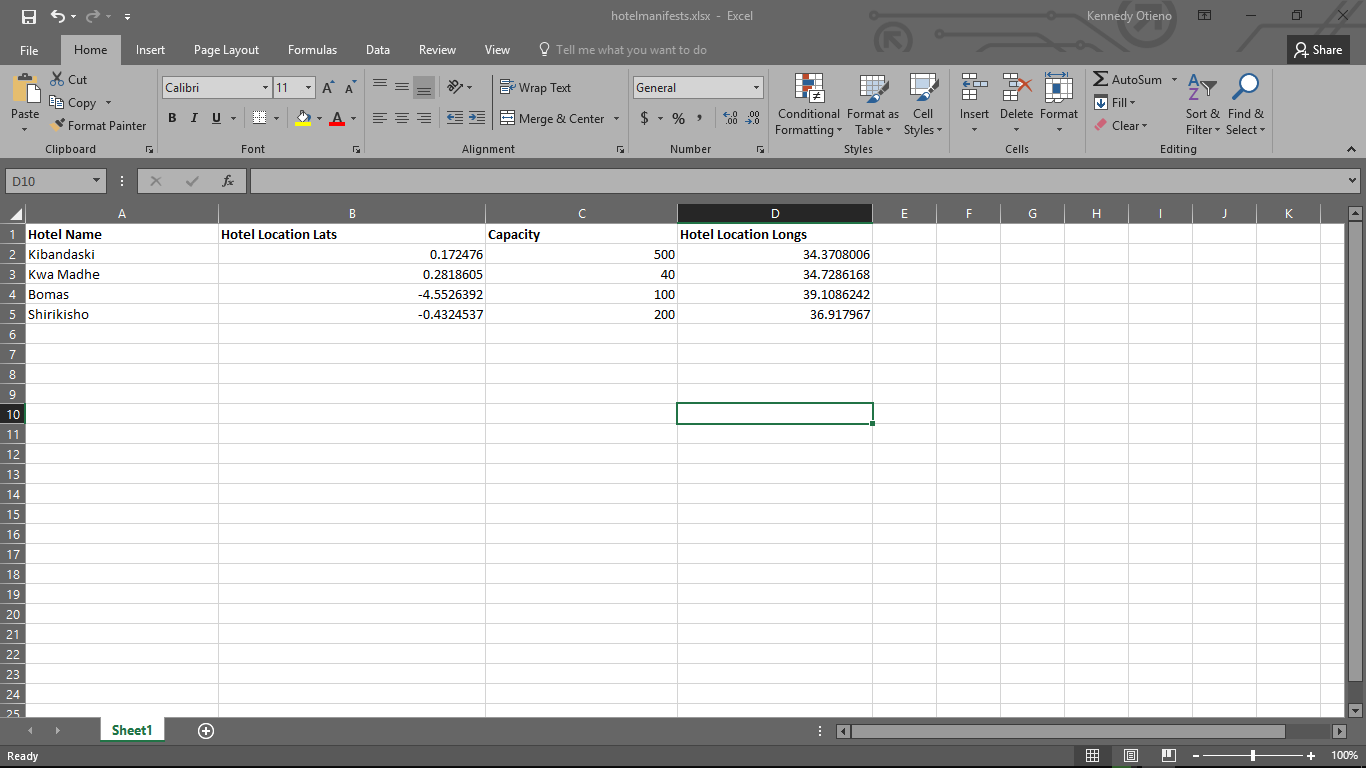 hotelmanifests.xlsx - Excel
Kennedy Otieno
File Home Insert Page Layout Formulas Data Review View Tell me what you want to do Share
Paste
Cut
Copy
Format Painter
Clipboard
Calibri 11
B I U
Font
Wrap Text
Merge & Center
Alignment
General
$ % ,
Number
Conditional Formatting
Format as Table
Cell Styles
Styles
Insert
Delete
Format
Cells
AutoSum
Fill
Clear
Sort & Filter
Find & Select
Editing
D10 fx
A B C D E F G H I J K
1 Hotel Name Hotel Location Lats Capacity Hotel Location Longs
2 Kibandaski 0.172476 500 34.3708006
3 Kwa Madhe 0.2818605 40 34.7286168
4 Bomas -4.5526392 100 39.1086242
5 Shirikisho -0.4324537 200 36.917967
6
7
8
9
10
11
12
13
14
15
16
17
18
19
20
21
22
23
24
25
Sheet1
Ready
100%